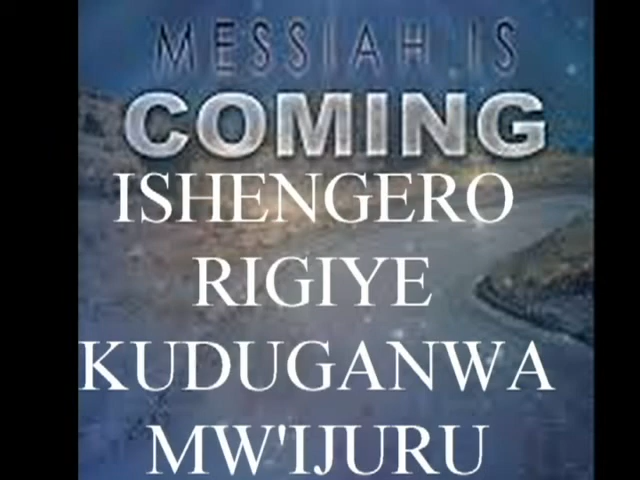 MESSIAH IS
COMING
ISHENGERO
RIGIYE
KUDUGANWA
MW'IJURU